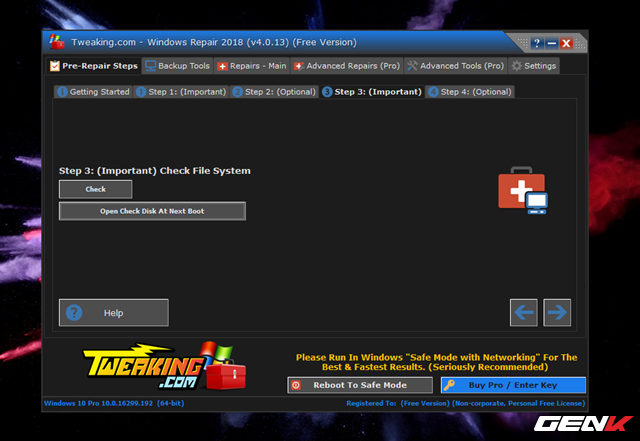 Tweaking.com - Windows Repair 2018 (v4.0.13) (Free Version)
Pre-Repair Steps Backup Tools Repairs - Main Advanced Repairs (Pro) Advanced Tools (Pro) Settings
Getting Started 1 Step 1: (Important) 2 Step 2: (Optional) 3 Step 3: (Important) 4 Step 4: (Optional)
Step 3: (Important) Check File System
Check
Open Check Disk At Next Boot
? Help
TWEAKING
.COM
Please Run In Windows "Safe Mode with Networking" For The
Best & Fastest Results. (Seriously Recommended)
Reboot To Safe Mode Buy Pro / Enter Key
Windows 10 Pro 10.0.16299.192 (64-bit) Registered To: (Free Version) (Non-corporate, Personal Free License)
GENK